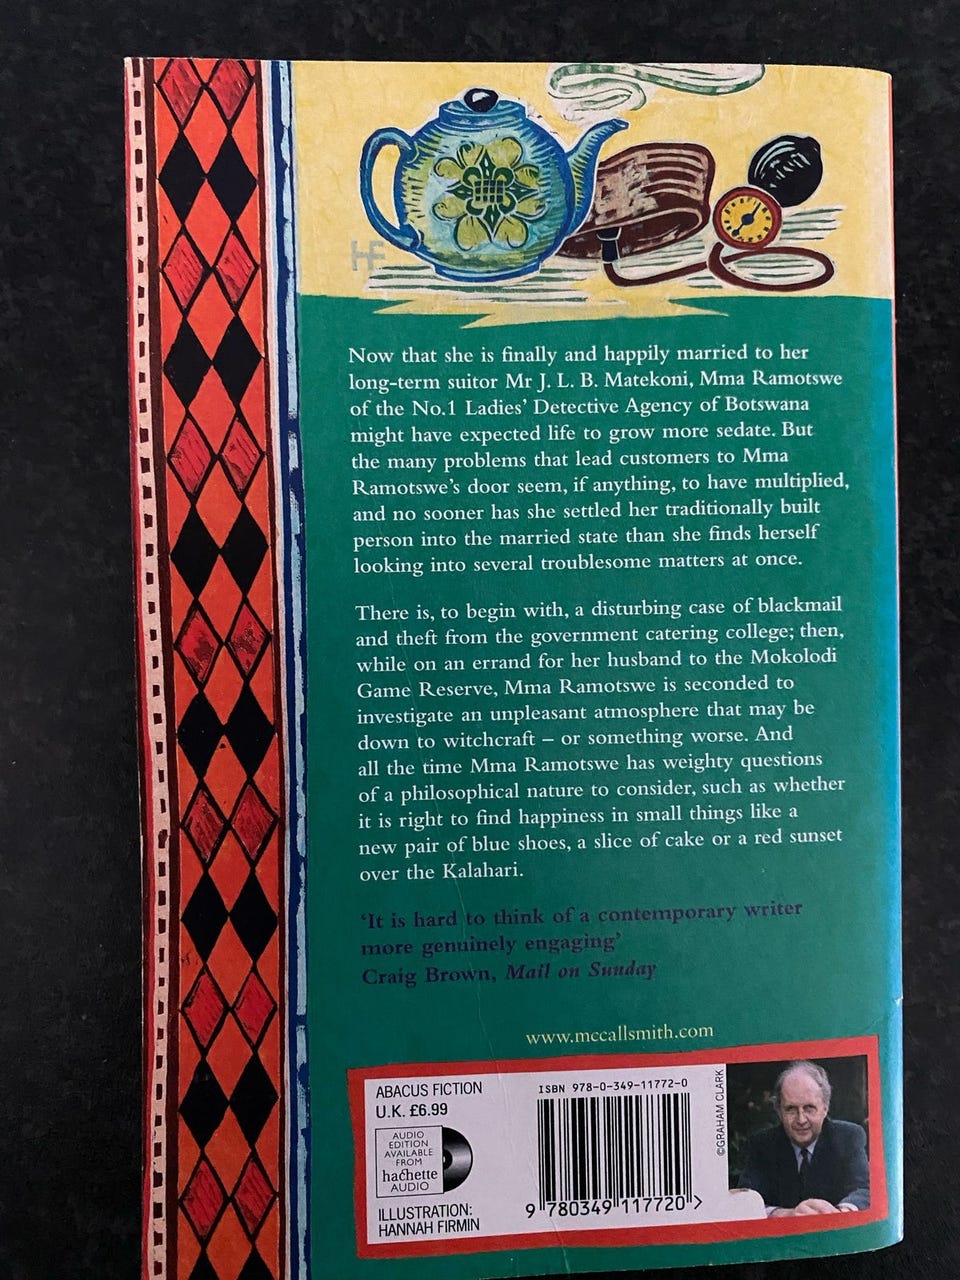 HF
Now that she is finally and happily married to her
long-term suitor Mr J. L. B. Matekoni, Mma Ramotswe
of the No.1 Ladies' Detective Agency of Botswana
might have expected life to grow more sedate. But
the many problems that lead customers to Mma
Ramotswe's door seem, if anything, to have multiplied,
and no sooner has she settled her traditionally built
person into the married state than she finds herself
looking into several troublesome matters at once.
There is, to begin with, a disturbing case of blackmail
and theft from the government catering college; then,
while on an errand for her husband to the Mokolodi
Game Reserve, Mma Ramotswe is seconded to
investigate an unpleasant atmosphere that may be
down to witchcraft – or something worse. And
all the time Mma Ramotswe has weighty questions
of a philosophical nature to consider, such as whether
it is right to find happiness in small things like a
new pair of blue shoes, a slice of cake or a red sunset
over the Kalahari.
'It is hard to think of a contemporary writer
more genuinely engaging'
Craig Brown, Mail on Sunday
www.mccallsmith.com
ABACUS FICTION
U.K. £6.99
AUDIO
EDITION
AVAILABLE
FROM
hachette
AUDIO
ILLUSTRATION:
HANNAH FIRMIN
ISBN 978-0-349-11772-0
9 780349 117720 >
©GRAHAM CLARK